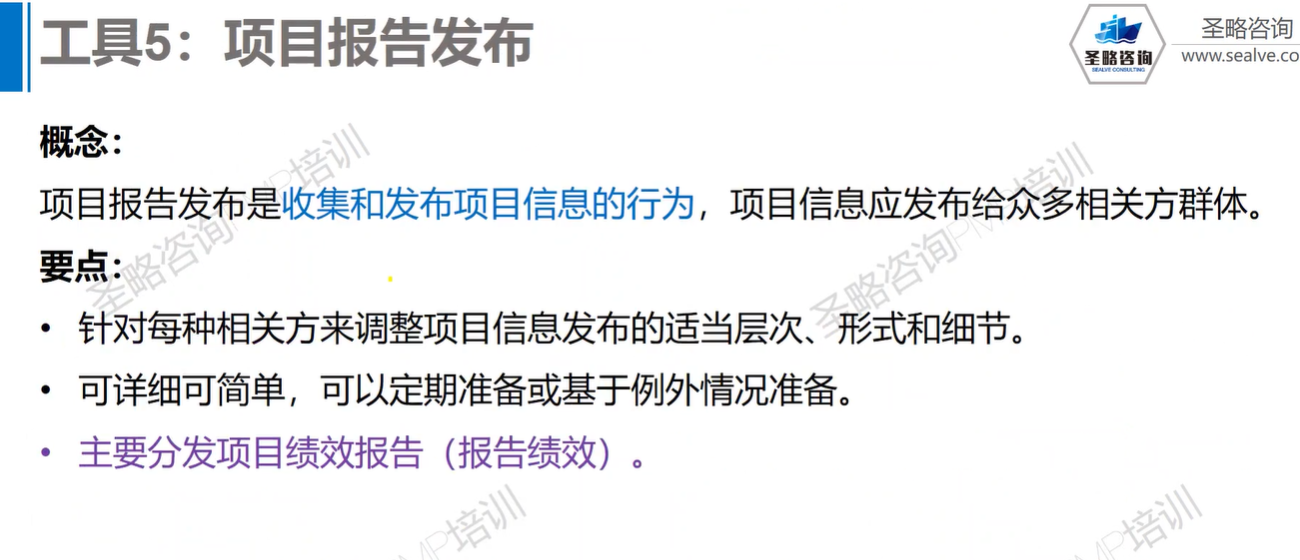 工具5：项目报告发布
圣略咨询
SEALVE CONSULTING
圣略咨询
www.sealve.co
概念：
项目报告发布是收集和发布项目信息的行为，项目信息应发布给众多相关方群体。
要点：
• 针对每种相关方来调整项目信息发布的适当层次、形式和细节。
• 可详细可简单，可以定期准备或基于例外情况准备。
• 主要分发项目绩效报告（报告绩效）。
圣略咨询PMP培训
圣略咨询PMP培训
MP培训
MP培训